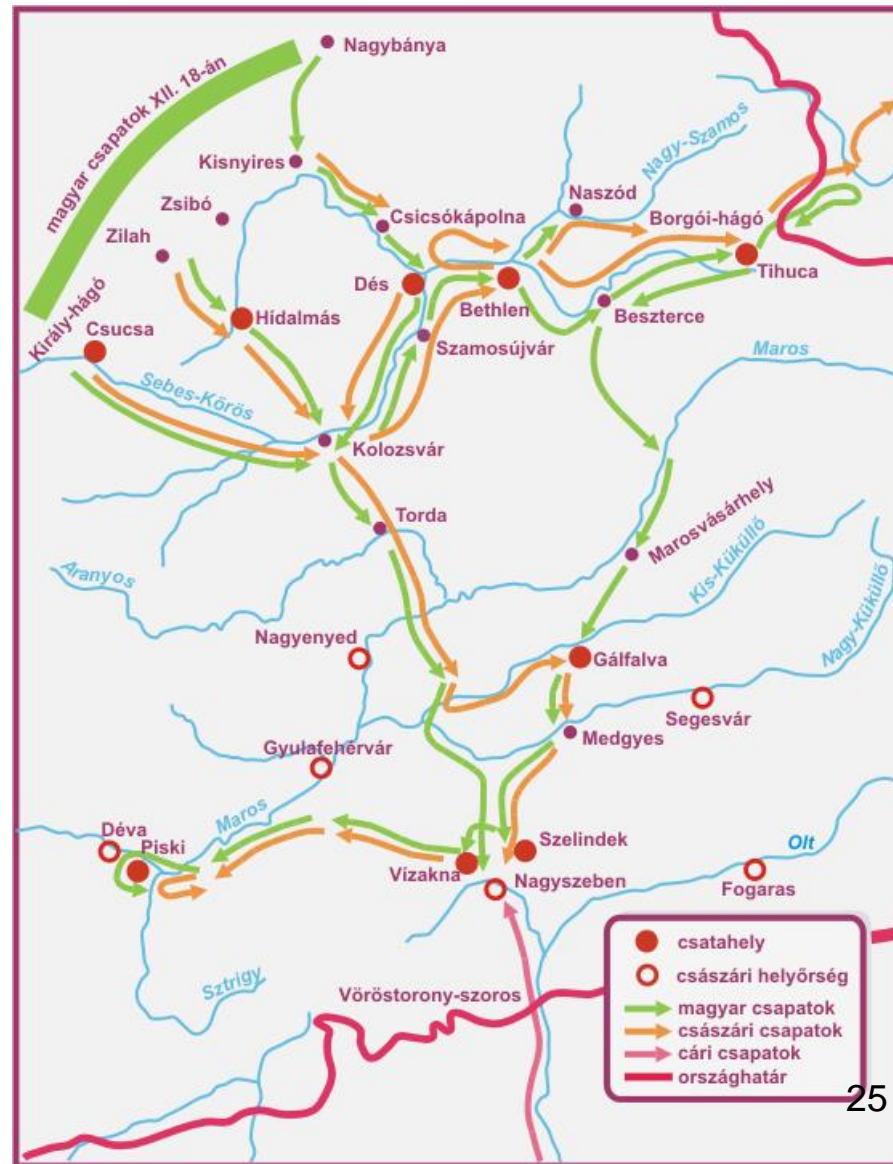 Nagybánya
magyar csapatok XII. 18-án
Kisnyires
Zsibó
Zilah
Csicsókápolna
Nagy-Szamos
Naszód
Borgói-hágó
Tihuca
Király-hágó
Csucsa
Hídalmás
Dés
Bethlen
Beszterce
Szamosújvár
Maros
Sebes-Körös
Kolozsvár
Torda
Marosvásárhely
Aranyos
Kis-Küküllő
Nagy-Küküllő
Nagyenyed
Gálfalva
Segesvár
Medgyes
Gyulafehérvár
Maros
Déva
Piski
Szelindek
Vízakna
Nagyszeben
Olt
Fogaras
Sztrigy
Vöröstorony-szoros
csatahely
császári helyőrség
magyar csapatok
császári csapatok
cári csapatok
országhatár
25